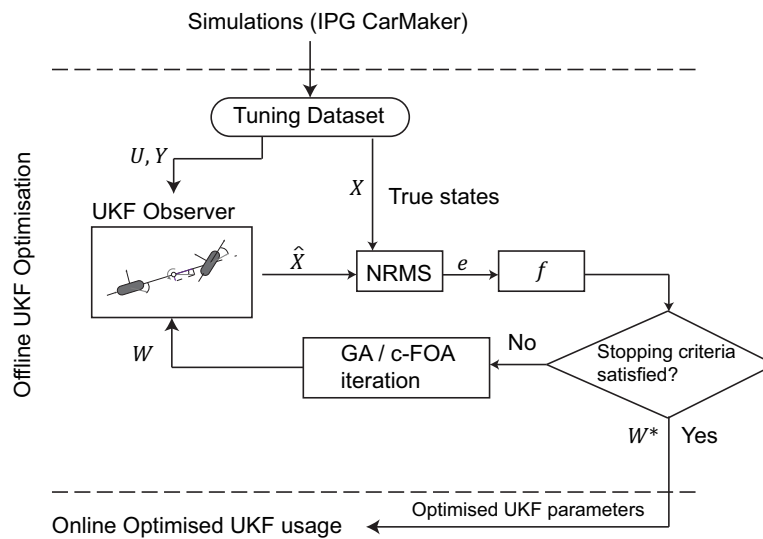 Simulations (IPG CarMaker)
Tuning Dataset
U, Y
X
True states
UKF Observer
X̂
NRMS
e
f
Offline UKF Optimisation
W
GA / c-FOA
iteration
No
Stopping criteria
satisfied?
W*
Yes
Optimised UKF parameters
Online Optimised UKF usage